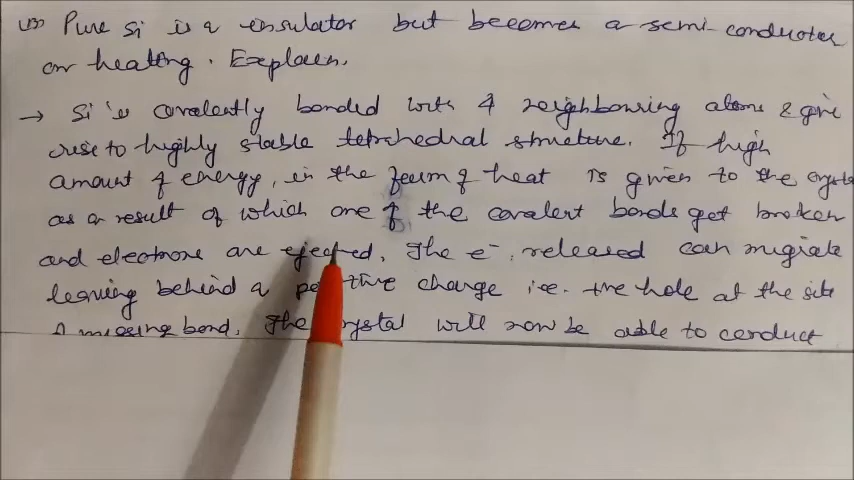 Pure Si is a insulator but becomes a semi-conductor
on heating. Explain.
→ Si is covalently bonded with 4 neighbouring atoms & give
rise to highly stable tetrahedral structure. If high
amount of energy, in the form of heat is given to the crystal
as a result of which one of the covalent bonds get broken
and electrons are ejected. The e⁻ released can migrate
leaving behind a positive charge i.e. +ve hole at the site
of missing bond. The crystal will now be able to conduct